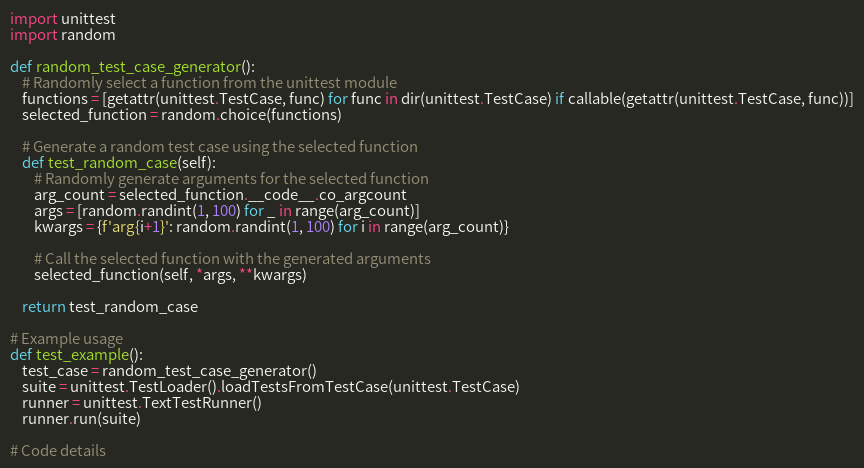 import unittest
import random
def random_test_case_generator():
# Randomly select a function from the unittest module
functions = [getattr(unittest.TestCase, func) for func in dir(unittest.TestCase) if callable(getattr(unittest.TestCase, func))]
selected_function = random.choice(functions)
# Generate a random test case using the selected function
def test_random_case(self):
# Randomly generate arguments for the selected function
arg_count = selected_function.__code__.co_argcount
args = [random.randint(1, 100) for _ in range(arg_count)]
kwargs = {f'arg{i+1}': random.randint(1, 100) for i in range(arg_count)}
# Call the selected function with the generated arguments
selected_function(self, *args, **kwargs)
return test_random_case
# Example usage
def test_example():
test_case = random_test_case_generator()
suite = unittest.TestLoader().loadTestsFromTestCase(unittest.TestCase)
runner = unittest.TextTestRunner()
runner.run(suite)
# Code details